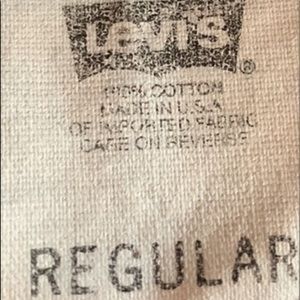 Levi's
®
100% COTTON
MADE IN U.S.A
OF IMPORTED FABRIC
CARE ON REVERSE
REGULAR